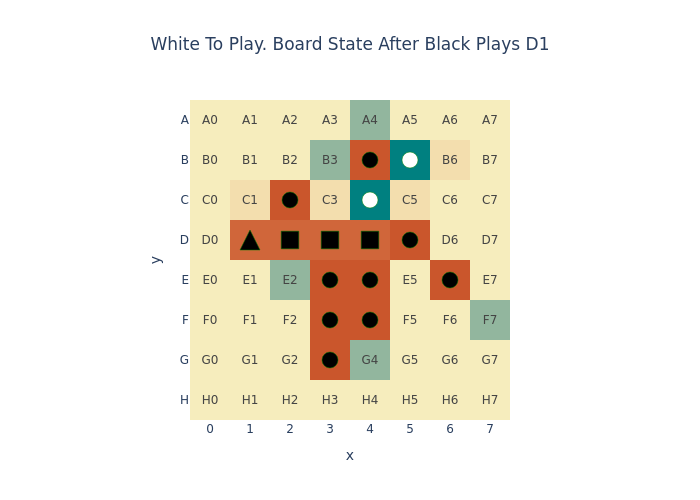 White To Play. Board State After Black Plays D1
A A0 A1 A2 A3 A4 A5 A6 A7
B B0 B1 B2 B3 B6 B7
C C0 C1 C3 C5 C6 C7
D D0 D6 D7
E E0 E1 E2 E5 E7
F F0 F1 F2 F5 F6 F7
G G0 G1 G2 G4 G5 G6 G7
H H0 H1 H2 H3 H4 H5 H6 H7
0 1 2 3 4 5 6 7
x
y